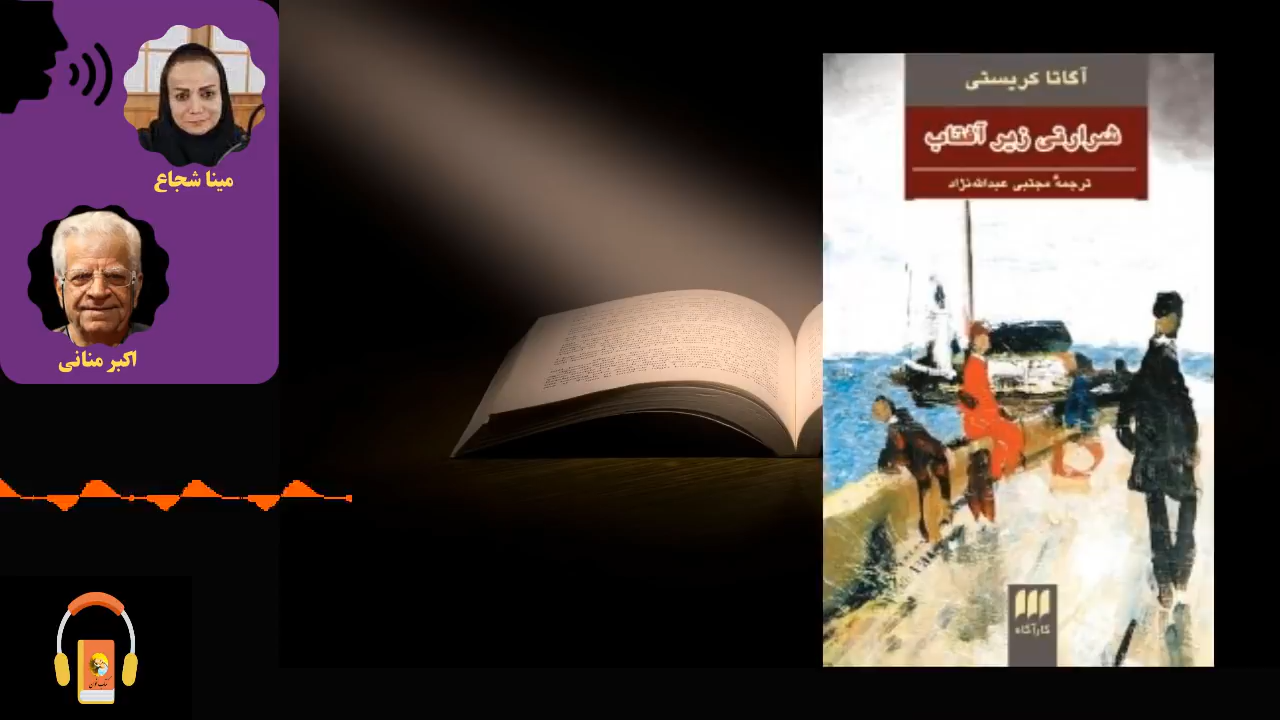 مینا شجاع
اکبر منانی
آگاتا کریستی
شرارتی زیر آفتاب
ترجمهٔ مجتبی عبدالله‌نژاد
کارآگاه